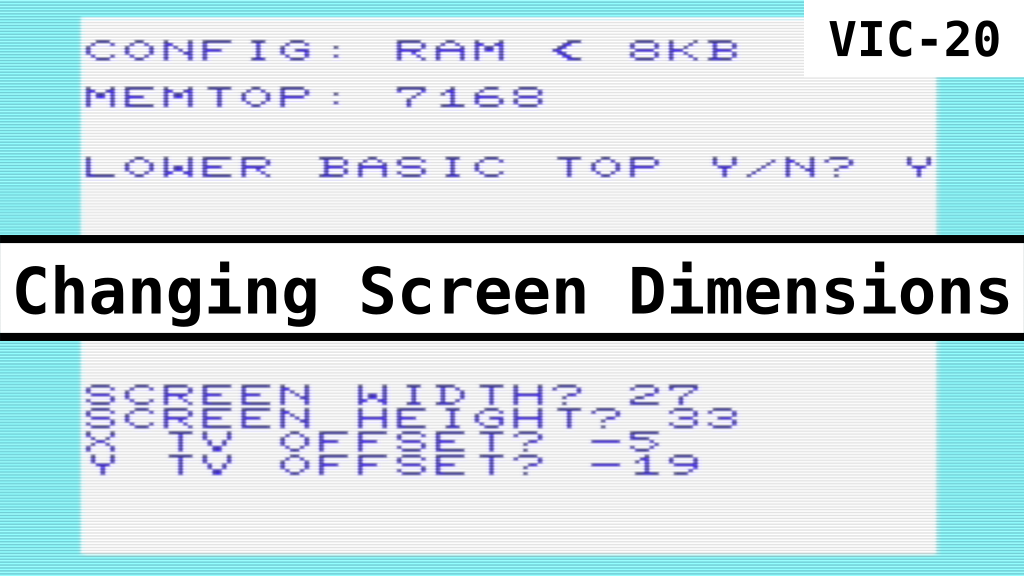 VIC-20
CONFIG: RAM < 8KB
MEMTOP: 7168
LOWER BASIC TOP Y/N? Y
Changing Screen Dimensions
SCREEN WIDTH? 27
SCREEN HEIGHT? 33
X TV OFFSET? -5
Y TV OFFSET? -19